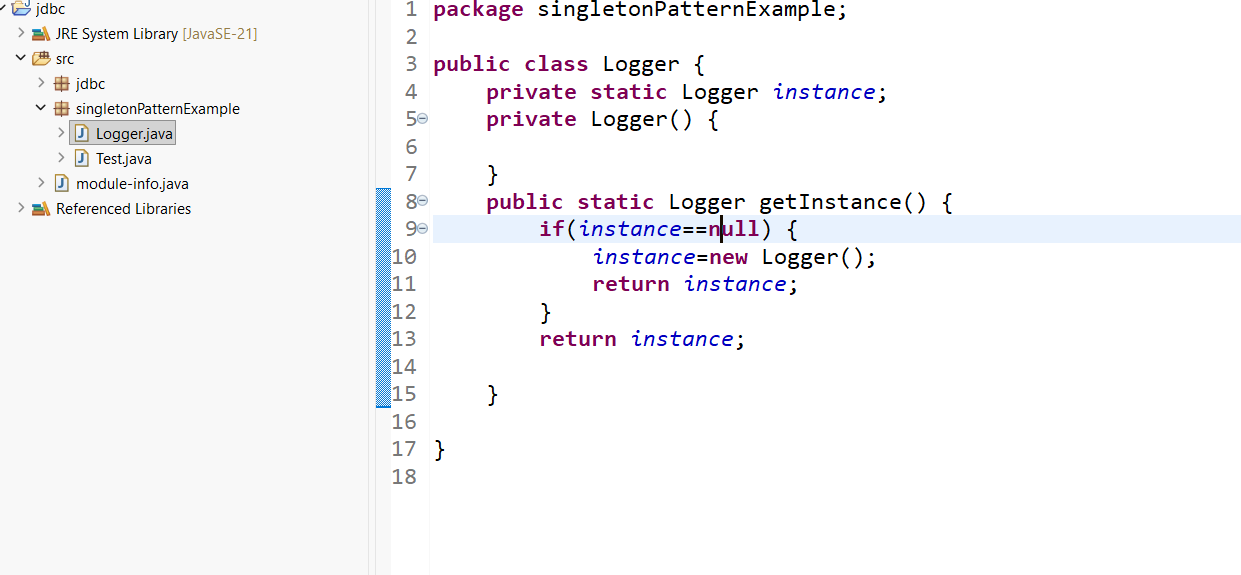 jdbc
JRE System Library [JavaSE-21]
src
jdbc
singletonPatternExample
Logger.java
Test.java
module-info.java
Referenced Libraries
1 package singletonPatternExample;
2
3 public class Logger {
4     private static Logger instance;
5     private Logger() {
6
7     }
8     public static Logger getInstance() {
9         if(instance==null) {
10             instance=new Logger();
11             return instance;
12         }
13         return instance;
14
15     }
16
17 }
18